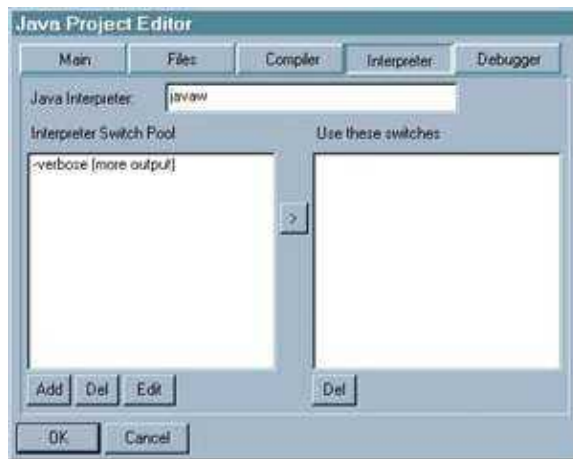 Java Project Editor
Main Files Compiler Interpreter Debugger
Java Interpreter: javaw
Interpreter Switch Pool Use these switches
-verbose (more output)
>
Add Del Edit Del
OK Cancel